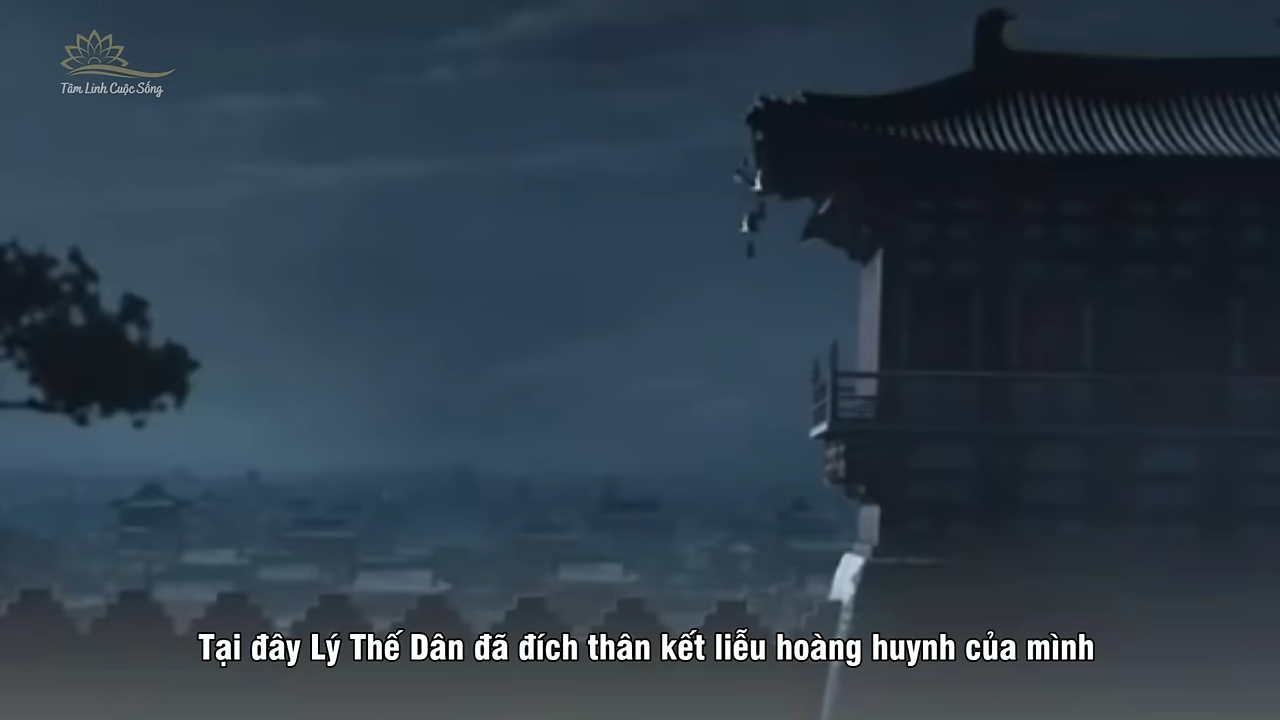 Tâm Linh Cuộc Sống
Tại đây Lý Thế Dân đã đích thân kết liễu hoàng huynh của mình